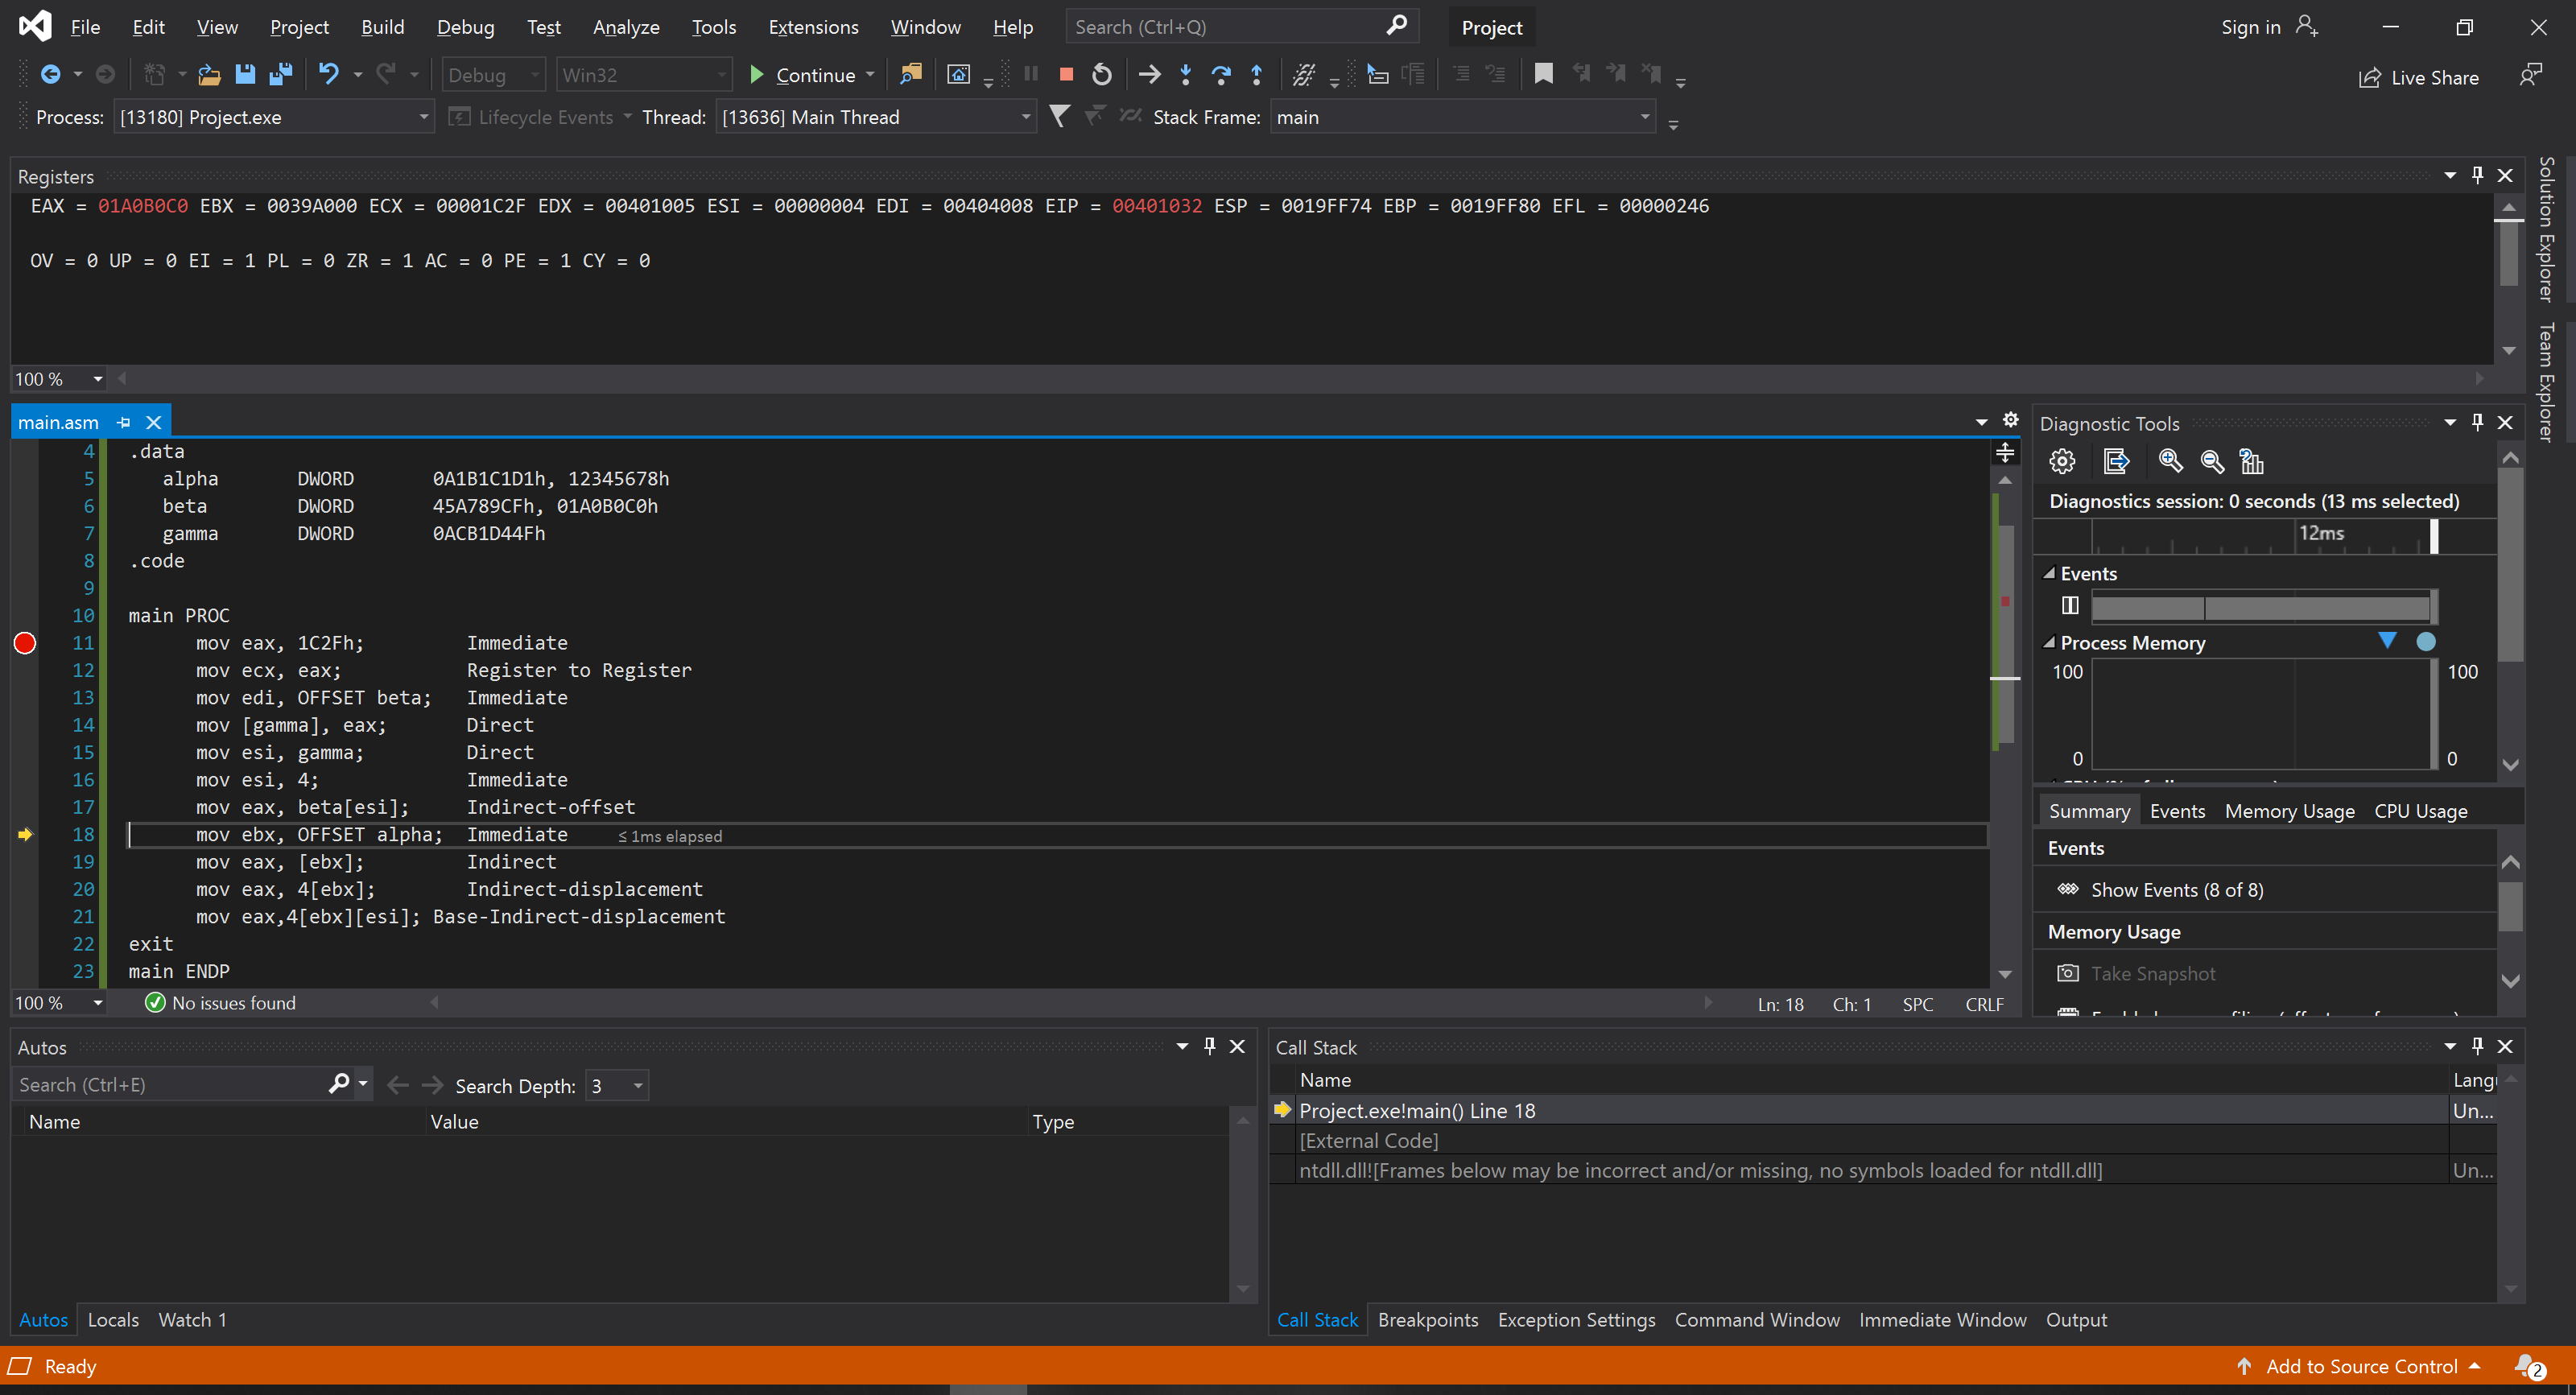 File Edit View Project Build Debug Test Analyze Tools Extensions Window Help Search (Ctrl+Q) Project Sign in
Debug Win32 Continue Live Share
Process: [13180] Project.exe Lifecycle Events Thread: [13636] Main Thread Stack Frame: main
Registers
EAX = 01A0B0C0 EBX = 0039A000 ECX = 00001C2F EDX = 00401005 ESI = 00000004 EDI = 00404008 EIP = 00401032 ESP = 0019FF74 EBP = 0019FF80 EFL = 00000246
OV = 0 UP = 0 EI = 1 PL = 0 ZR = 1 AC = 0 PE = 1 CY = 0
100 %
Solution Explorer
Team Explorer
main.asm
4 .data
5 alpha DWORD 0A1B1C1D1h, 12345678h
6 beta DWORD 45A789CFh, 01A0B0C0h
7 gamma DWORD 0ACB1D44Fh
8 .code
9
10 main PROC
11 mov eax, 1C2Fh; Immediate
12 mov ecx, eax; Register to Register
13 mov edi, OFFSET beta; Immediate
14 mov [gamma], eax; Direct
15 mov esi, gamma; Direct
16 mov esi, 4; Immediate
17 mov eax, beta[esi]; Indirect-offset
18 mov ebx, OFFSET alpha; Immediate ≤ 1ms elapsed
19 mov eax, [ebx]; Indirect
20 mov eax, 4[ebx]; Indirect-displacement
21 mov eax,4[ebx][esi]; Base-Indirect-displacement
22 exit
23 main ENDP
100 % No issues found Ln: 18 Ch: 1 SPC CRLF
Diagnostic Tools
Diagnostics session: 0 seconds (13 ms selected)
12ms
Events
Process Memory
100 100
0 0
Summary Events Memory Usage CPU Usage
Events
Show Events (8 of 8)
Memory Usage
Take Snapshot
Autos
Search (Ctrl+E) Search Depth: 3
Name Value Type
Autos Locals Watch 1
Call Stack
Name Langu
Project.exe!main() Line 18 Un...
[External Code]
ntdll.dll![Frames below may be incorrect and/or missing, no symbols loaded for ntdll.dll] Un...
Call Stack Breakpoints Exception Settings Command Window Immediate Window Output
Ready Add to Source Control 2